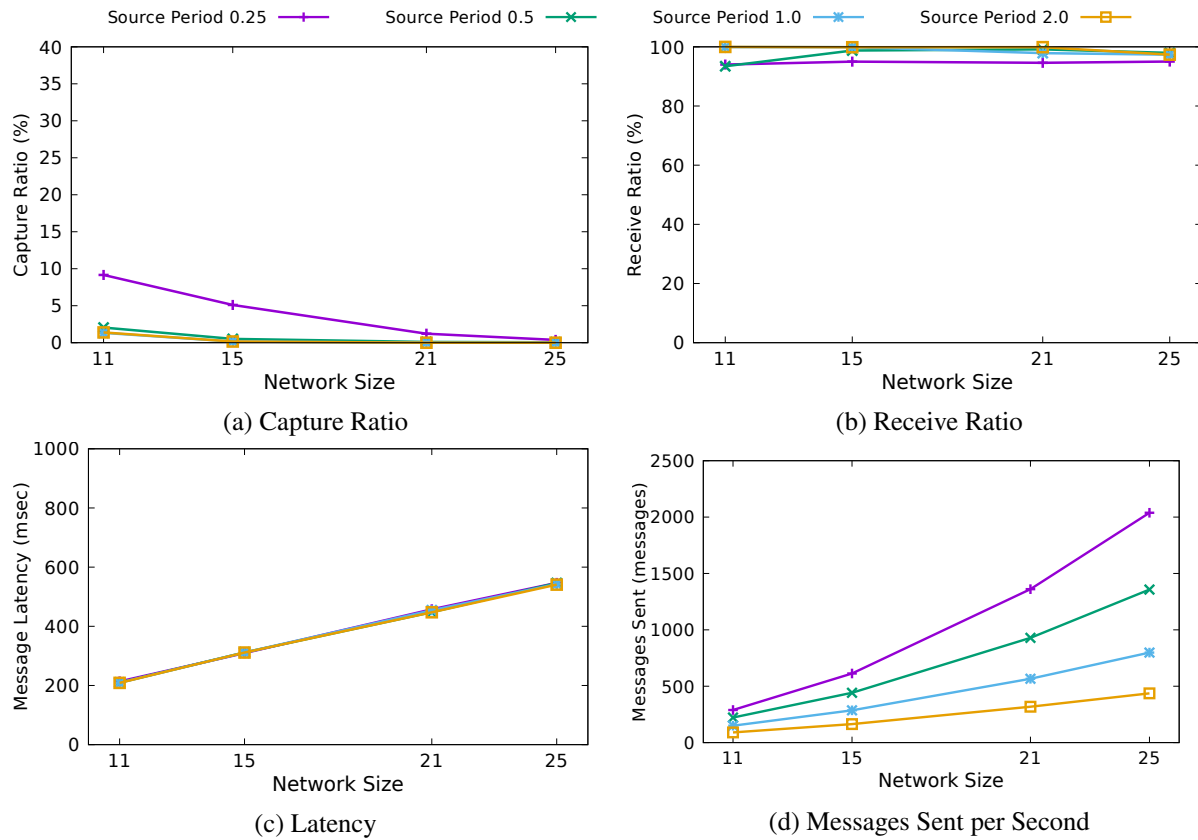 Source Period 0.25 Source Period 0.5 Source Period 1.0 Source Period 2.0
40
35
30
25
20
15
10
5
0
Capture Ratio (%)
11 15 21 25
Network Size
(a) Capture Ratio
100
80
60
40
20
0
Receive Ratio (%)
11 15 21 25
Network Size
(b) Receive Ratio
1000
800
600
400
200
0
Message Latency (msec)
11 15 21 25
Network Size
(c) Latency
2500
2000
1500
1000
500
0
Messages Sent (messages)
11 15 21 25
Network Size
(d) Messages Sent per Second